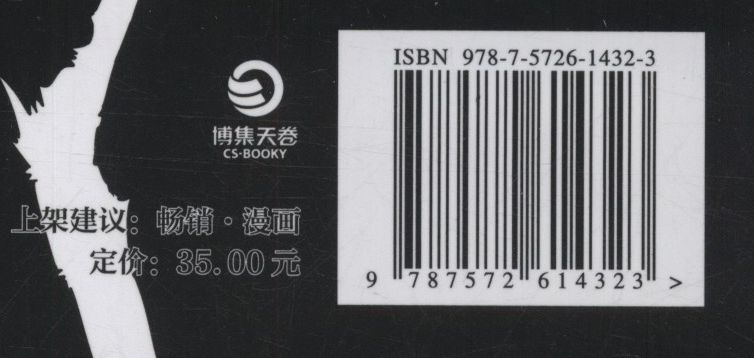 ISBN 978-7-5726-1432-3
博集天卷
CS-BOOKY
上架建议：畅销·漫画
定价：35.00元
9 787572 614323 >